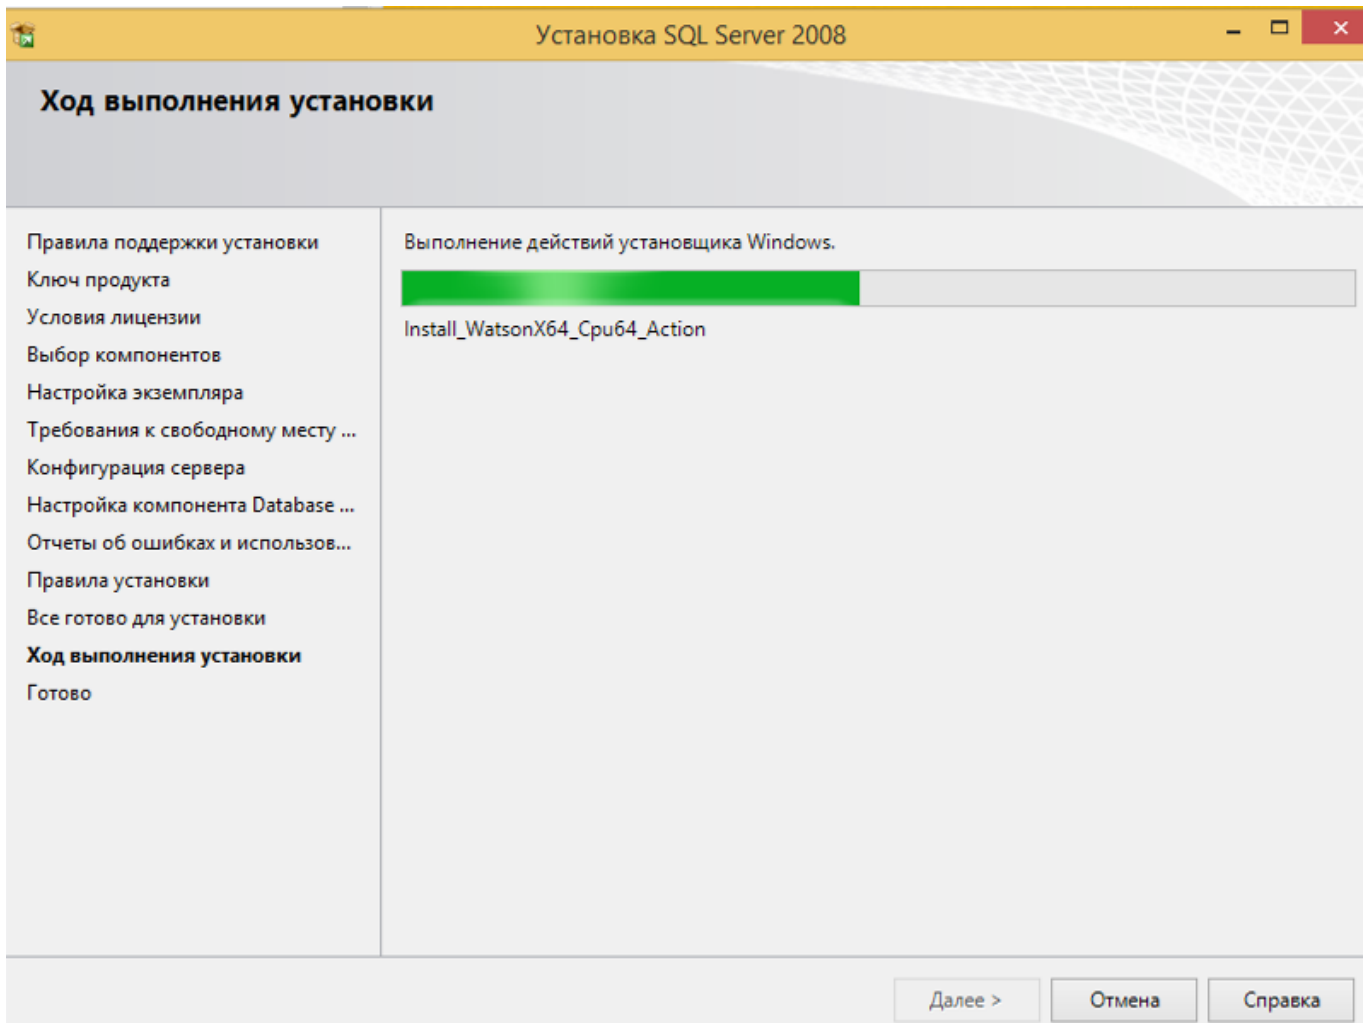 Установка SQL Server 2008
Ход выполнения установки
Правила поддержки установки
Ключ продукта
Условия лицензии
Выбор компонентов
Настройка экземпляра
Требования к свободному месту ...
Конфигурация сервера
Настройка компонента Database ...
Отчеты об ошибках и использов...
Правила установки
Все готово для установки
Ход выполнения установки
Готово
Выполнение действий установщика Windows.
Install_WatsonX64_Cpu64_Action
Далее >
Отмена
Справка